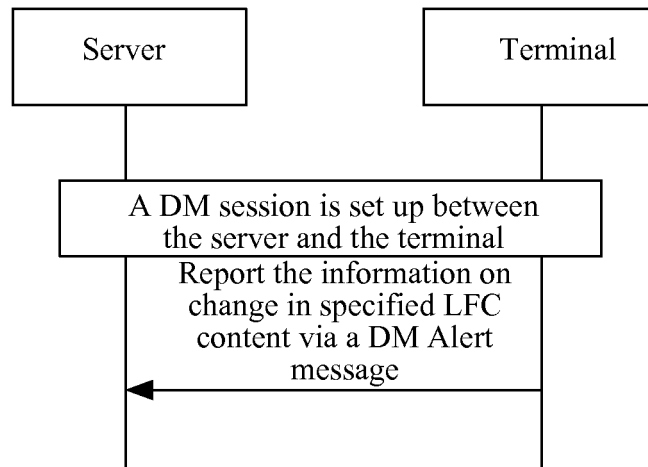 Server
Terminal
A DM session is set up between
the server and the terminal
Report the information on
change in specified LFC
content via a DM Alert
message